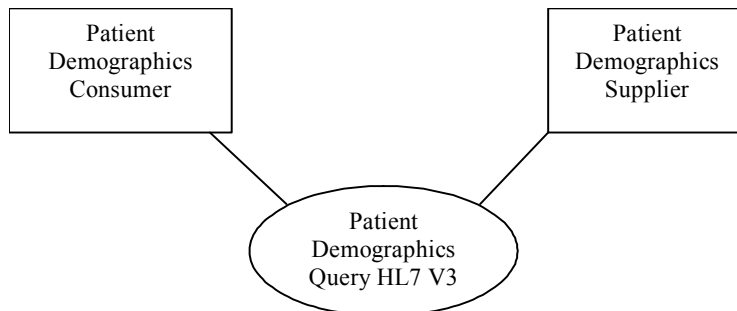 Patient
Demographics
Consumer
Patient
Demographics
Supplier
Patient
Demographics
Query HL7 V3